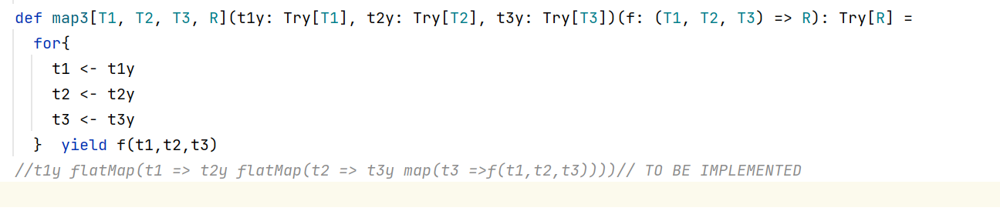 def map3[T1, T2, T3, R](t1y: Try[T1], t2y: Try[T2], t3y: Try[T3])(f: (T1, T2, T3) => R): Try[R] =
  for{
    t1 <- t1y
    t2 <- t2y
    t3 <- t3y
  }  yield f(t1,t2,t3)
//t1y flatMap(t1 => t2y flatMap(t2 => t3y map(t3 =>f(t1,t2,t3))))// TO BE IMPLEMENTED